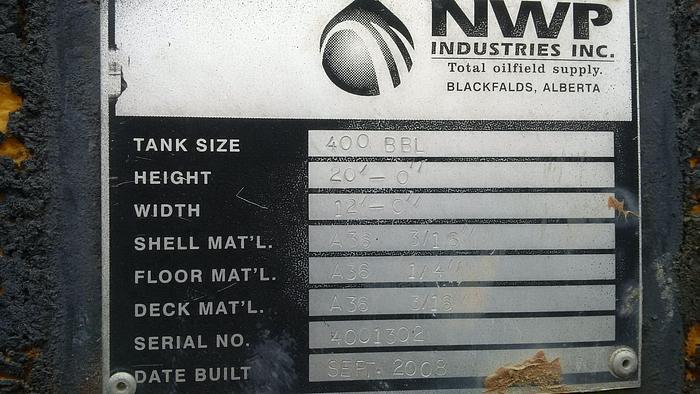 NWP
INDUSTRIES INC.
Total oilfield supply.
BLACKFALDS, ALBERTA
TANK SIZE 400 BBL
HEIGHT 20'-0"
WIDTH 12'-0"
SHELL MAT'L. A36 3/16"
FLOOR MAT'L. A36 1/4"
DECK MAT'L. A36 3/16"
SERIAL NO. 4001302
DATE BUILT SEPT. 2008